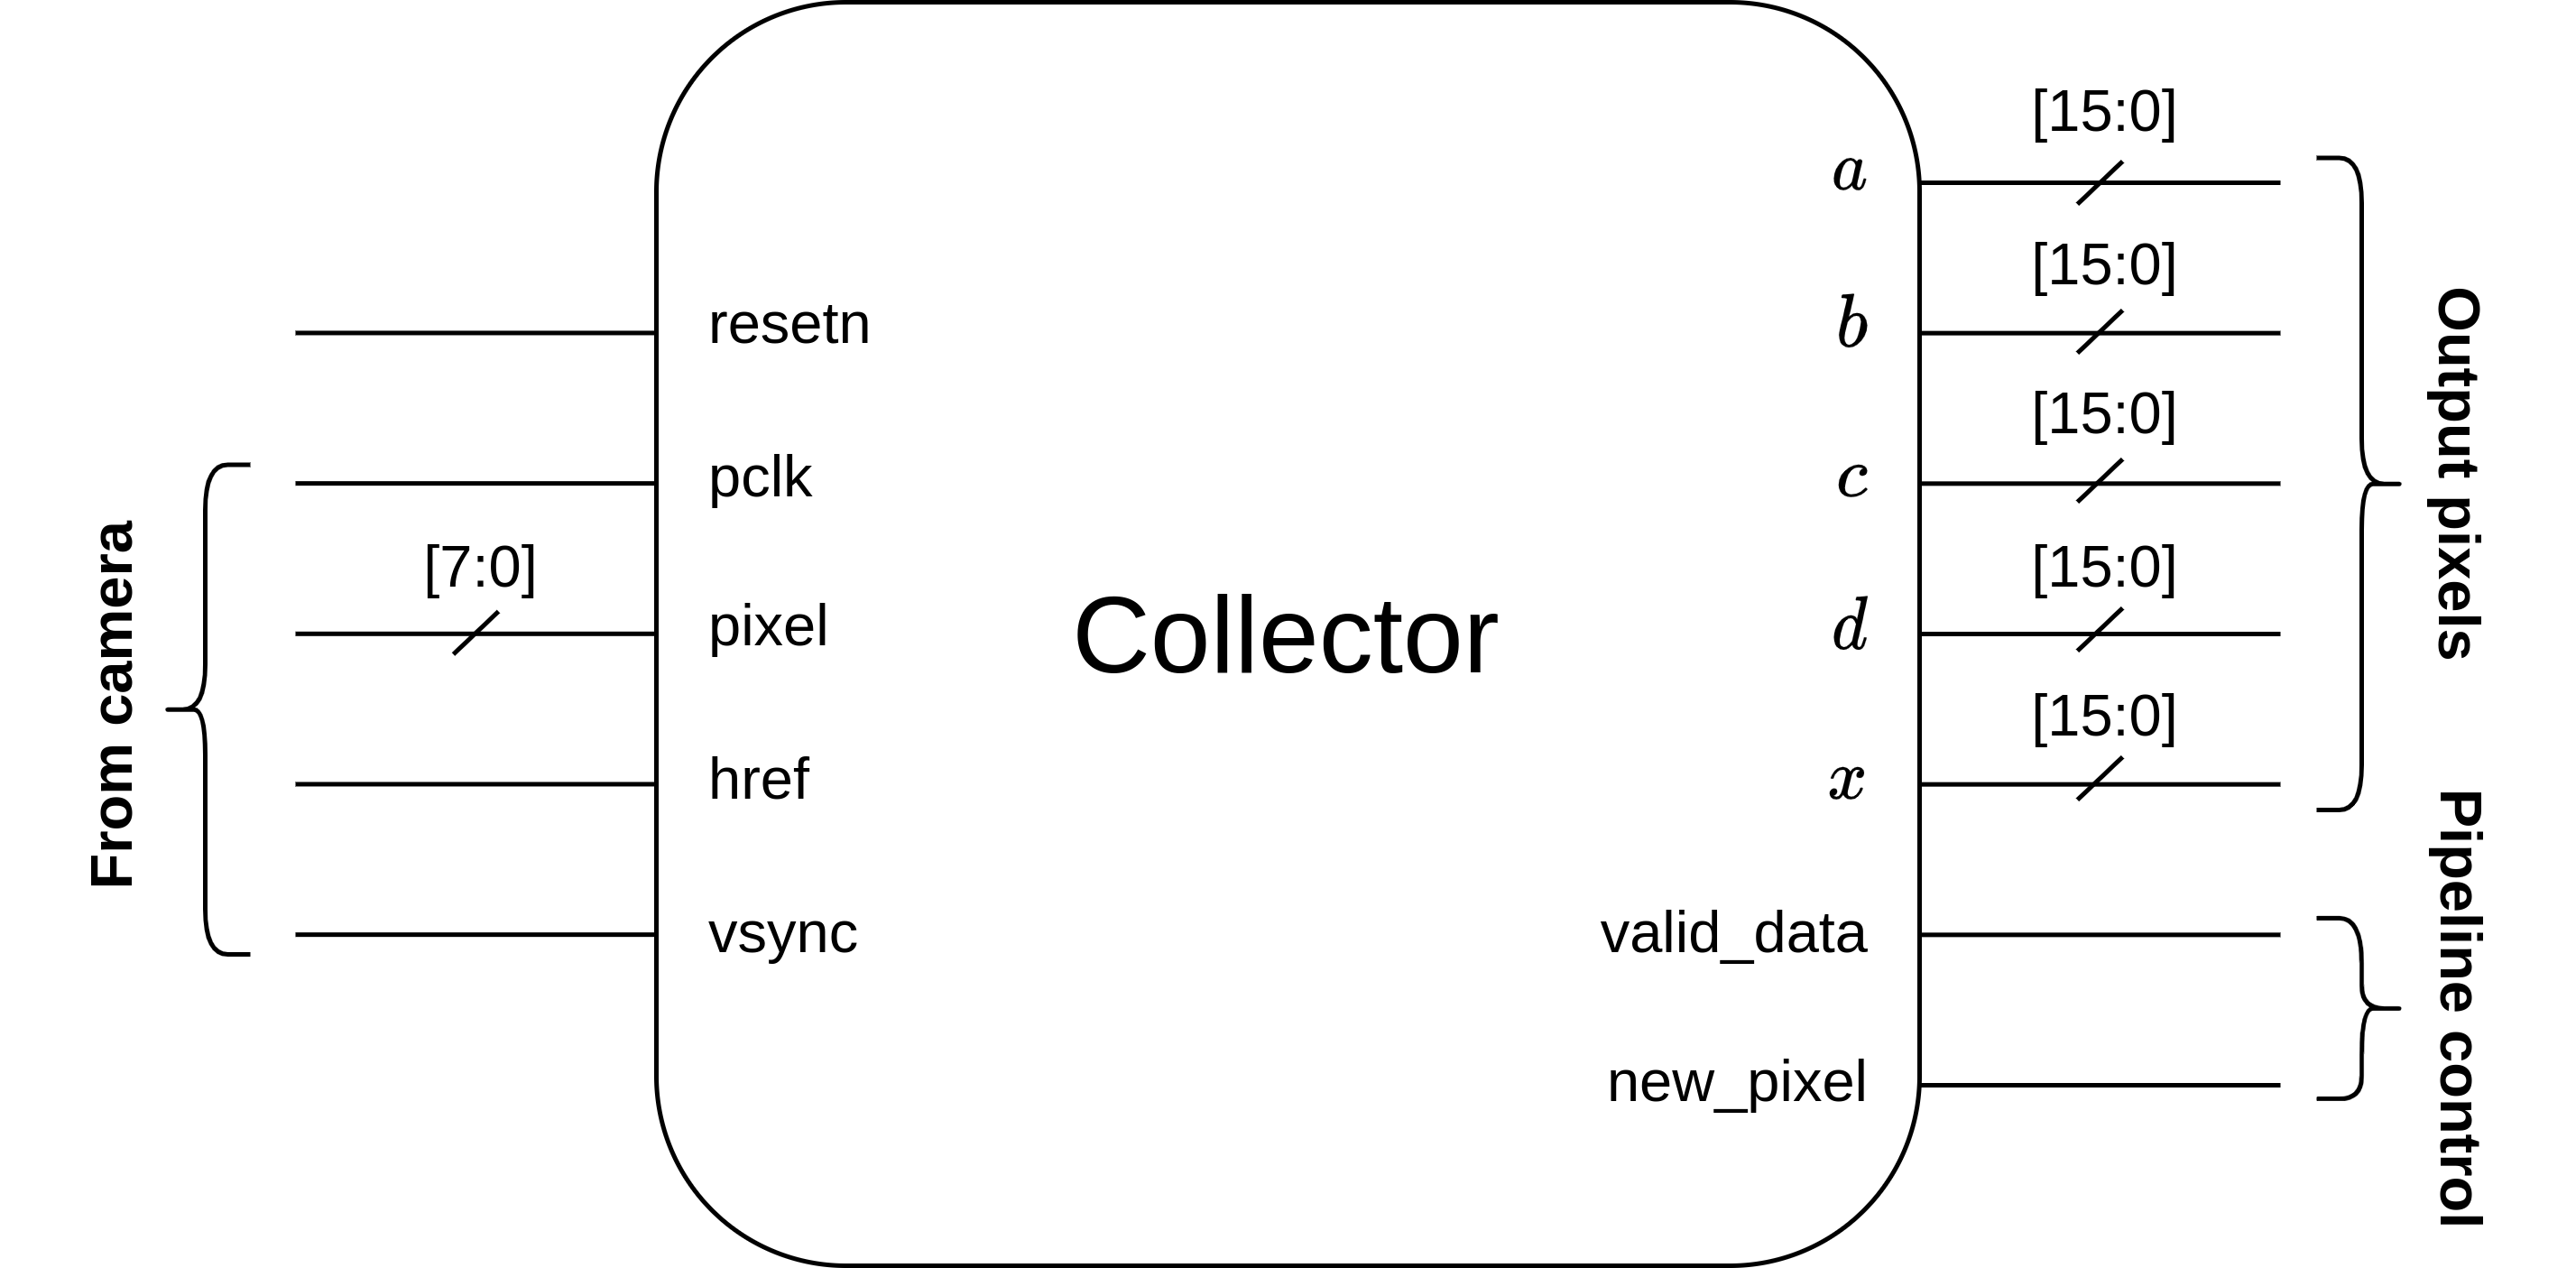 From camera
resetn
pclk
[7:0]
pixel
href
vsync
Collector
[15:0]
a
[15:0]
b
[15:0]
c
[15:0]
d
[15:0]
x
valid_data
new_pixel
Output pixels
Pipeline control